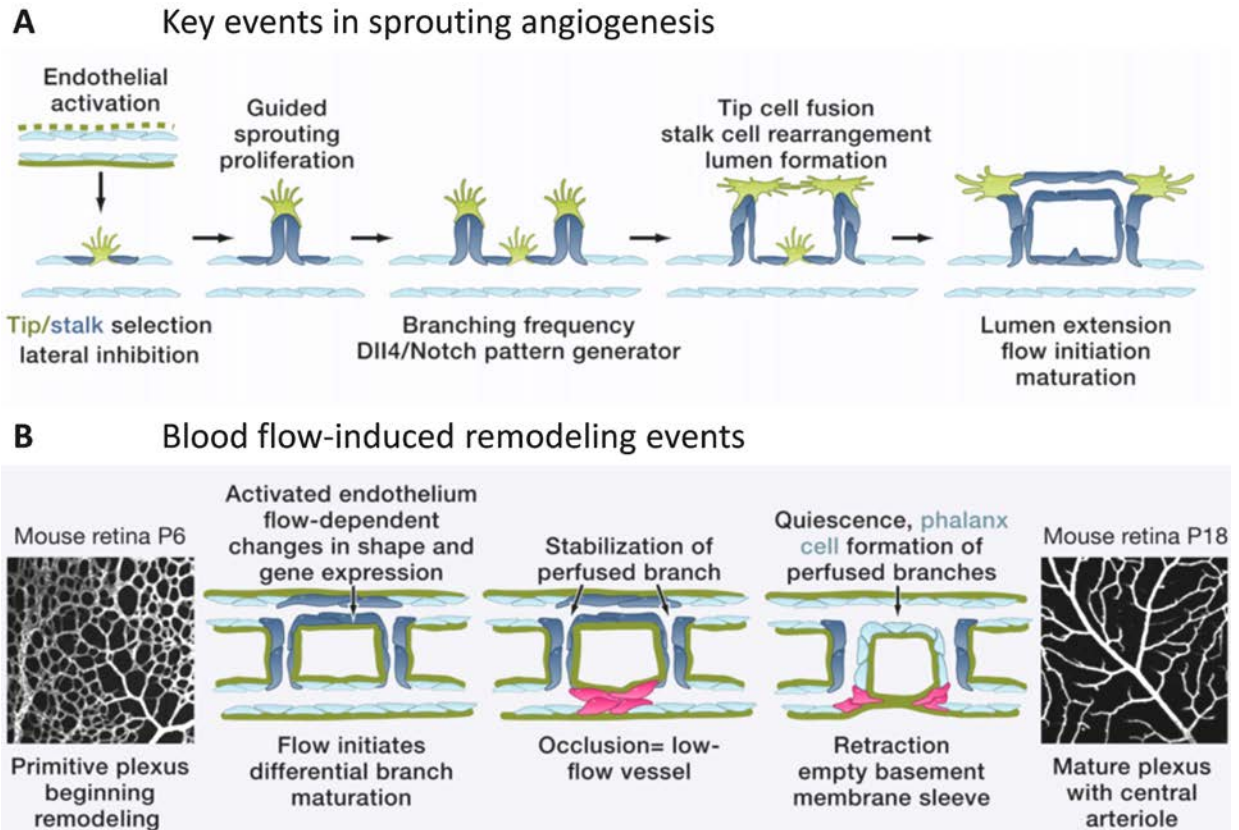 A Key events in sprouting angiogenesis
Endothelial
activation
Guided
sprouting
proliferation
Tip cell fusion
stalk cell rearrangement
lumen formation
Tip/stalk selection
lateral inhibition
Branching frequency
Dll4/Notch pattern generator
Lumen extension
flow initiation
maturation
B Blood flow-induced remodeling events
Mouse retina P6
Activated endothelium
flow-dependent
changes in shape and
gene expression
Stabilization of
perfused branch
Quiescence, phalanx
cell formation of
perfused branches
Mouse retina P18
Primitive plexus
beginning
remodeling
Flow initiates
differential branch
maturation
Occlusion= low-
flow vessel
Retraction
empty basement
membrane sleeve
Mature plexus
with central
arteriole